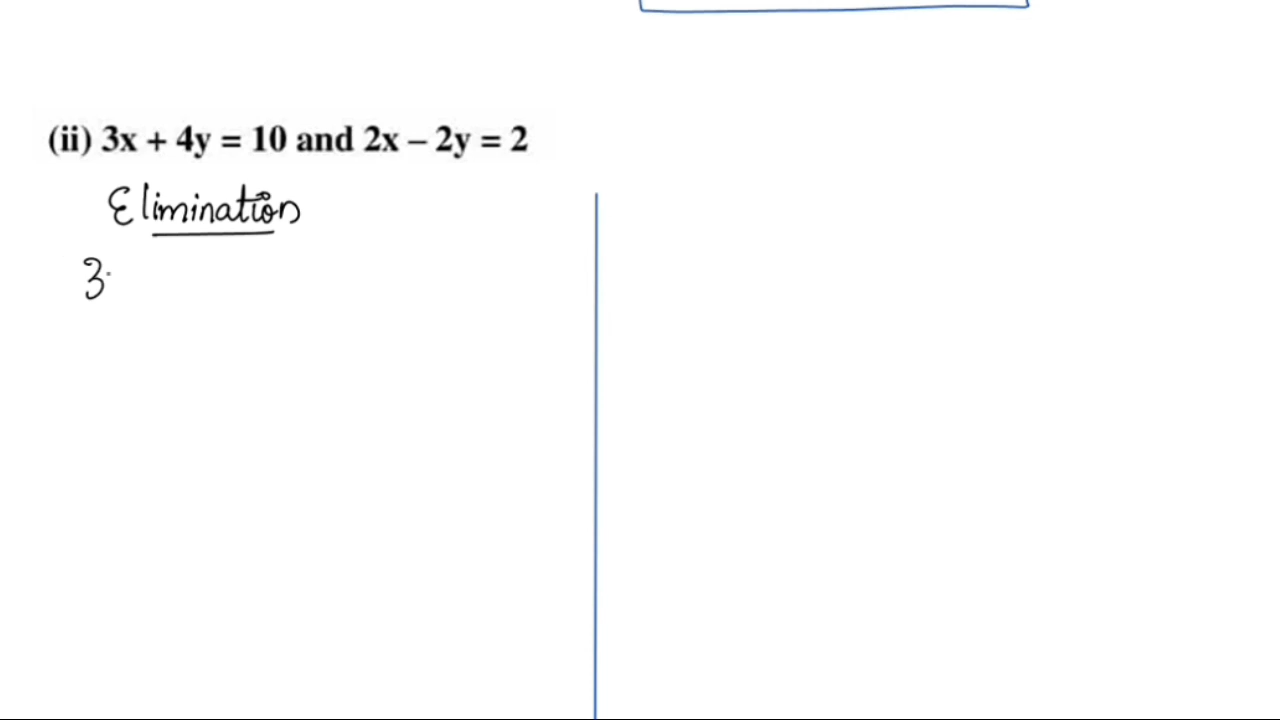 (ii) 3x + 4y = 10 and 2x – 2y = 2
Elimination
3